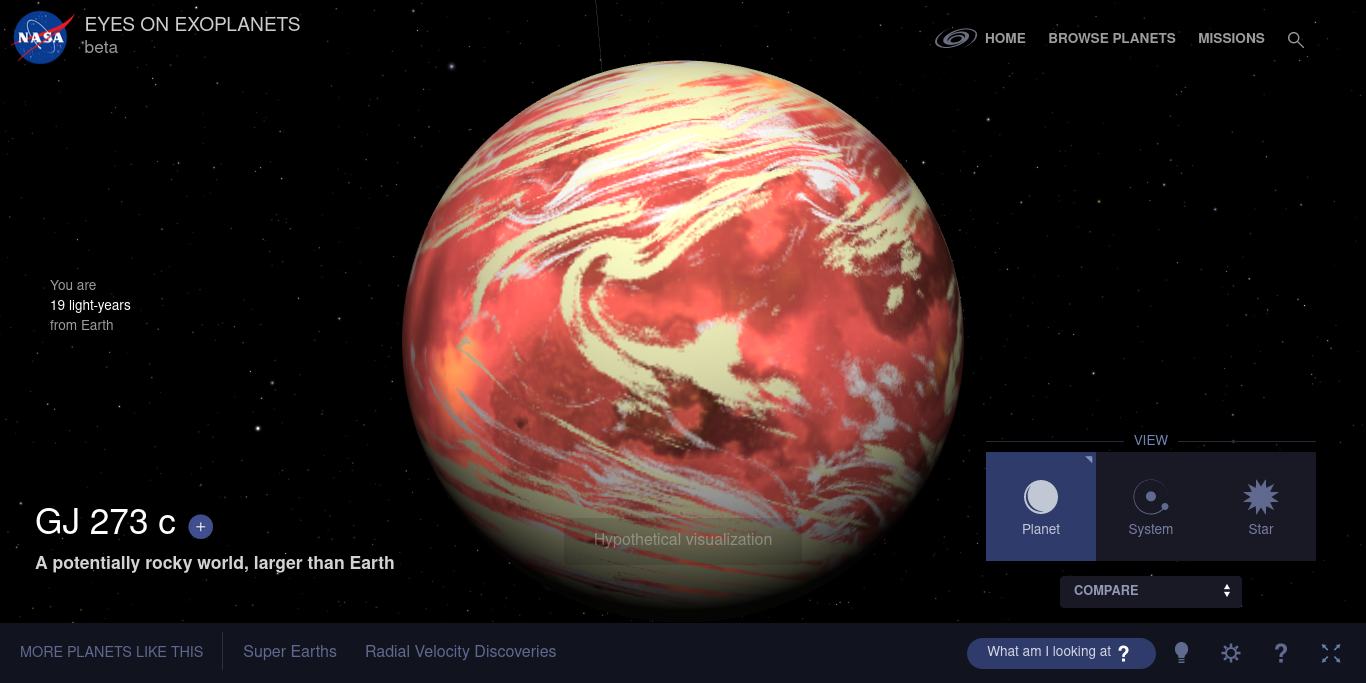 NASA
EYES ON EXOPLANETS
beta
HOME
BROWSE PLANETS
MISSIONS
You are
19 light-years
from Earth
GJ 273 c +
A potentially rocky world, larger than Earth
Hypothetical visualization
VIEW
Planet
System
Star
COMPARE
MORE PLANETS LIKE THIS
Super Earths
Radial Velocity Discoveries
What am I looking at ?
?